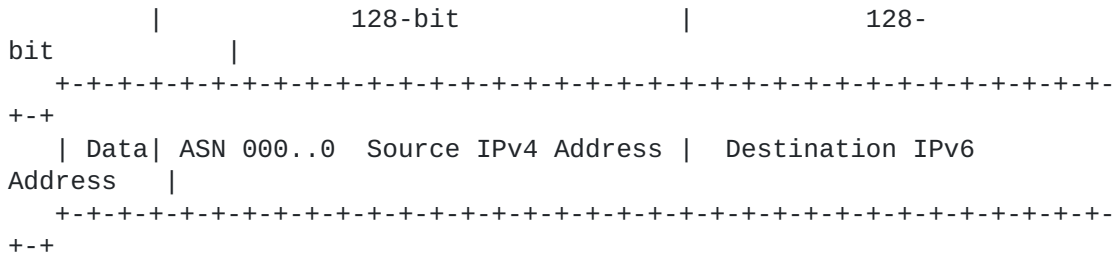 |            128-bit              |           128-
bit           |
+-+-+-+-+-+-+-+-+-+-+-+-+-+-+-+-+-+-+-+-+-+-+-+-+-+-+-+-+-+-+-+-+-+-
+-+
| Data| ASN 000..0  Source IPv4 Address |  Destination IPv6
Address   |
+-+-+-+-+-+-+-+-+-+-+-+-+-+-+-+-+-+-+-+-+-+-+-+-+-+-+-+-+-+-+-+-+-+-
+-+